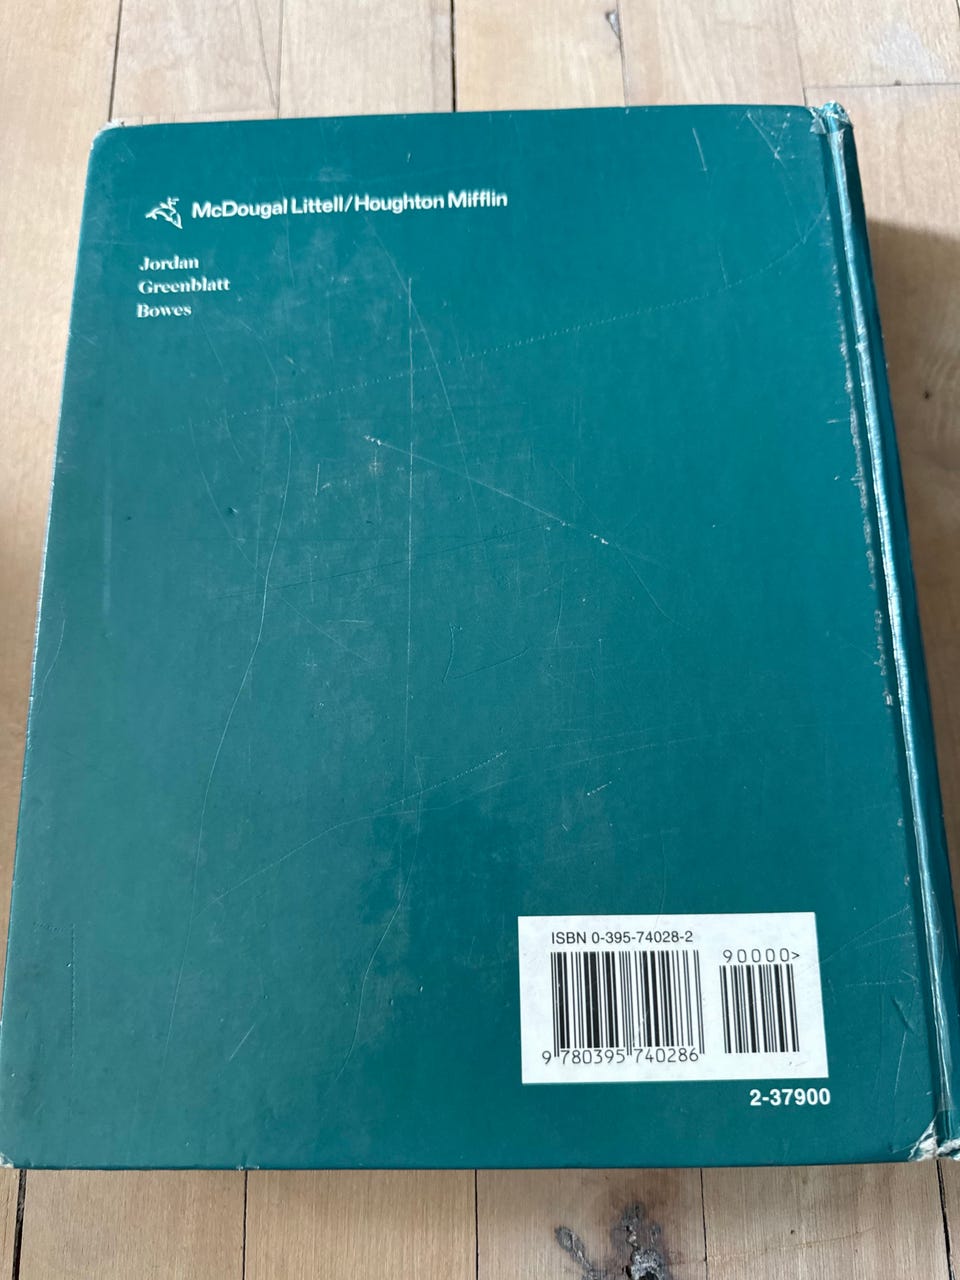 McDougal Littell/Houghton Mifflin
Jordan
Greenblatt
Bowes
ISBN 0-395-74028-2
90000>
9 780395 740286
2-37900